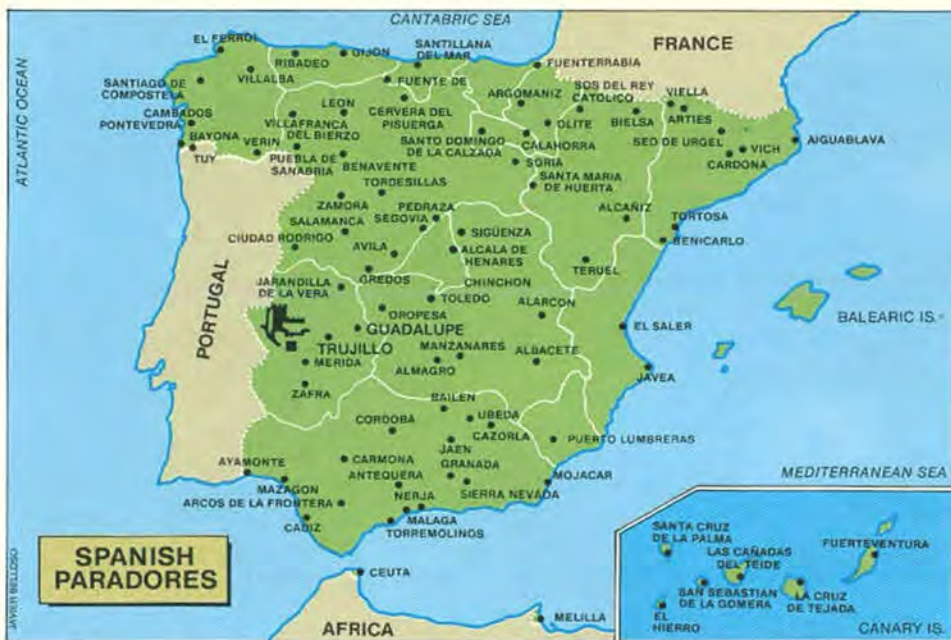 CANTABRIC SEA
FRANCE
ATLANTIC OCEAN
EL FERROL
RIBADEO
GIJON
SANTILLANA
DEL MAR
FUENTERRABIA
VILLALBA
FUENTE DE
SANTIAGO DE
COMPOSTELA
LEON
CERVERA DEL
PISUERGA
ARGOMANIZ
SOS DEL REY
CATOLICO
VIELLA
ARTIES
BIELSA
CAMBADOS
PONTEVEDRA
VILLAFRANCA
DEL BIERZO
OLITE
SANTO DOMINGO
DE LA CALZADA
CALAHORRA
SEO DE URGEL
VICH
CARDONA
AIGUABLAVA
BAYONA
TUY
VERIN
PUEBLA DE
SANABRIA
BENAVENTE
SORIA
SANTA MARIA
DE HUERTA
TORDESILLAS
ZAMORA
PEDRAZA
SEGOVIA
SALAMANCA
SIGÜENZA
ALCAÑIZ
TORTOSA
BENICARLO
CIUDAD RODRIGO
AVILA
ALCALA DE
HENARES
TERUEL
GREDOS
JARANDILLA
DE LA VERA
CHINCHON
TOLEDO
ALARCON
OROPESA
GUADALUPE
TRUJILLO
PORTUGAL
EL SALER
BALEARIC IS.
MERIDA
MANZANARES
ALMAGRO
ALBACETE
JAVEA
ZAFRA
BAILEN
CORDOBA
UBEDA
CAZORLA
PUERTO LUMBRERAS
JAEN
CARMONA
GRANADA
ANTEQUERA
AYAMONTE
MAZAGON
MOJACAR
MEDITERRANEAN SEA
ARCOS DE LA FRONTERA
NERJA
SIERRA NEVADA
CADIZ
MALAGA
TORREMOLINOS
SPANISH
PARADORES
JAVIER BELLOSO
CEUTA
AFRICA
MELILLA
SANTA CRUZ
DE LA PALMA
LAS CAÑADAS
DEL TEIDE
FUERTEVENTURA
SAN SEBASTIAN
DE LA GOMERA
LA CRUZ
DE TEJADA
EL
HIERRO
CANARY IS.